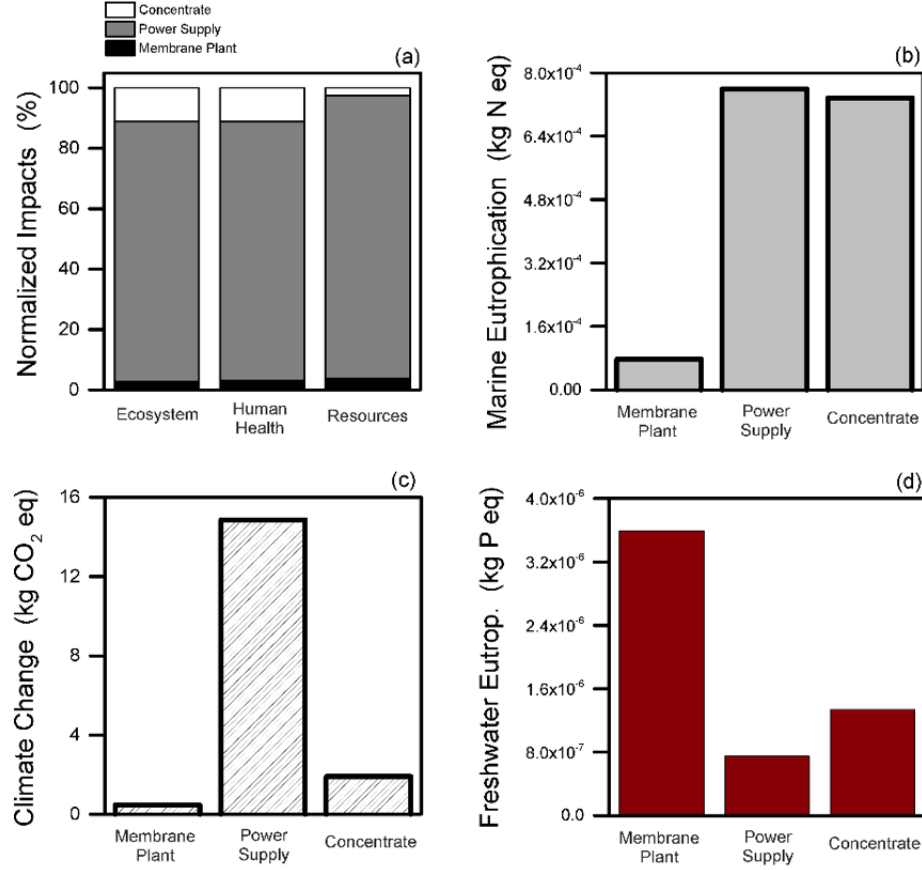 Concentrate
Power Supply
Membrane Plant
(a)
Normalized Impacts (%)
100
80
60
40
20
0
Ecosystem
Human
Health
Resources
(b)
Marine Eutrophication (kg N eq)
8.0x10⁻⁴
6.4x10⁻⁴
4.8x10⁻⁴
3.2x10⁻⁴
1.6x10⁻⁴
0.00
Membrane
Plant
Power
Supply
Concentrate
(c)
Climate Change (kg CO₂ eq)
16
12
8
4
0
Membrane
Plant
Power
Supply
Concentrate
(d)
Freshwater Eutrop. (kg P eq)
4.0x10⁻⁶
3.2x10⁻⁶
2.4x10⁻⁶
1.6x10⁻⁶
8.0x10⁻⁷
0.0
Membrane
Plant
Power
Supply
Concentrate